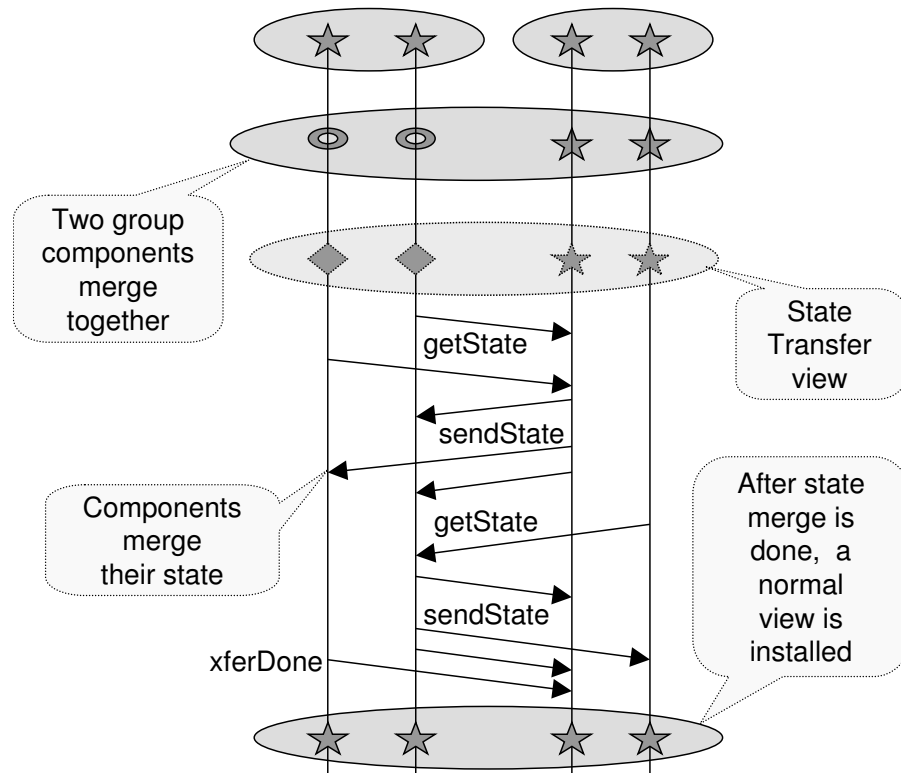 Two group
components
merge
together
State
Transfer
view
getState
sendState
Components
merge
their state
getState
After state
merge is
done, a
normal
view is
installed
sendState
xferDone